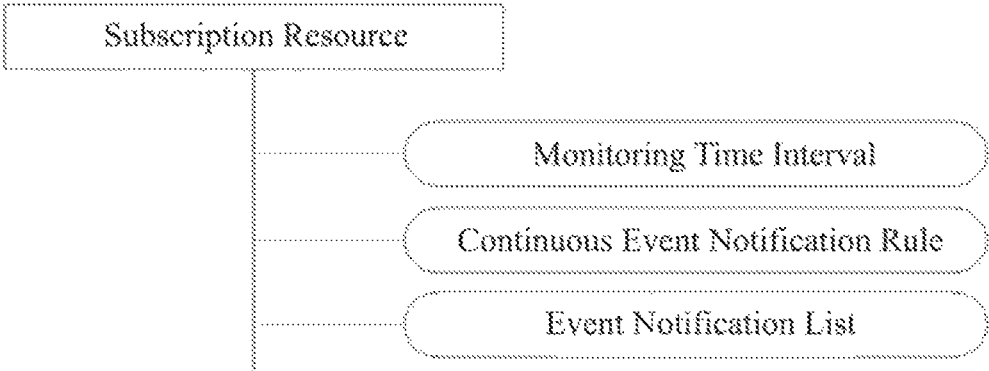 Subscription Resource
Monitoring Time Interval
Continuous Event Notification Rule
Event Notification List